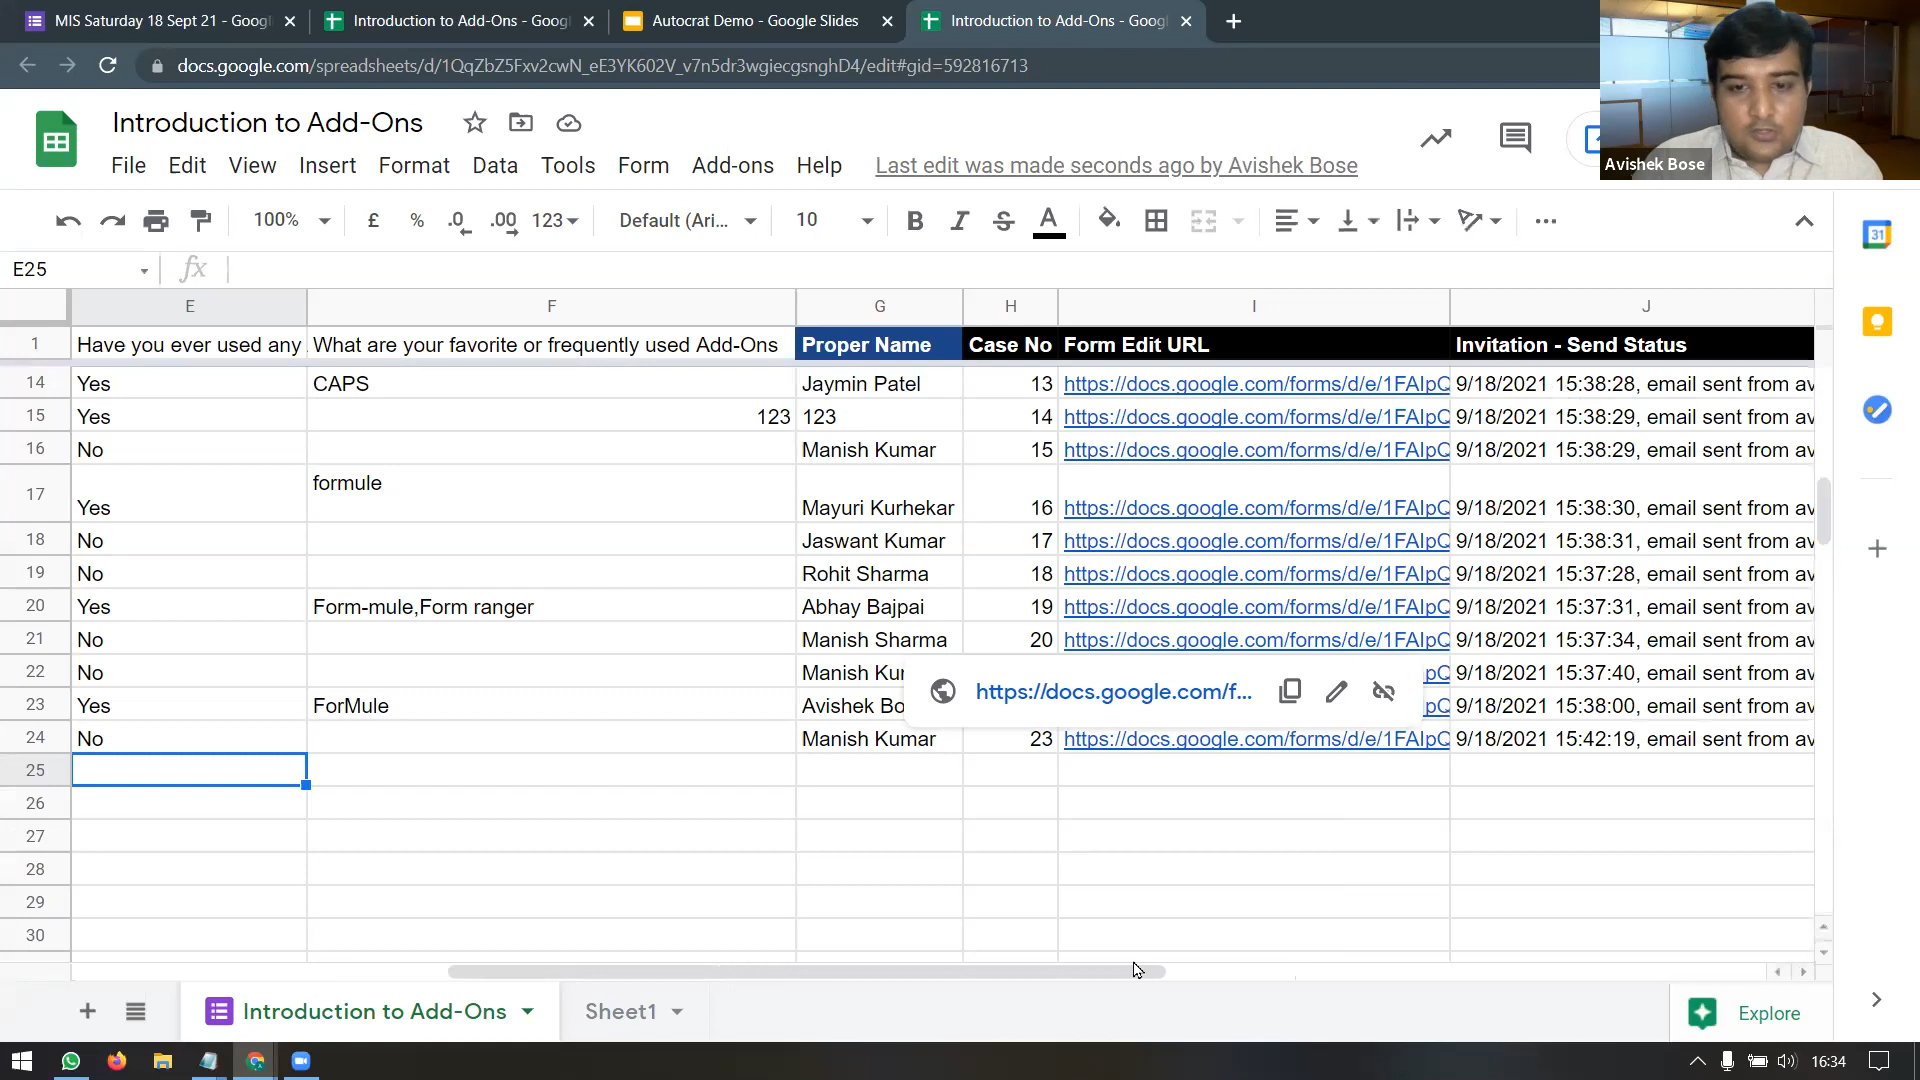 MIS Saturday 18 Sept 21 - Googl
Introduction to Add-Ons - Googl
Autocrat Demo - Google Slides
Introduction to Add-Ons - Googl
docs.google.com/spreadsheets/d/1QqZbZ5Fxv2cwN_eE3YK602V_v7n5dr3wgiecgsnghD4/edit#gid=592816713
Introduction to Add-Ons
File Edit View Insert Format Data Tools Form Add-ons Help Last edit was made seconds ago by Avishek Bose
Avishek Bose
100% £ % .0 .00 123 Default (Ari... 10 B I S A
31
E25 fx
E F G H I J
1 Have you ever used any What are your favorite or frequently used Add-Ons Proper Name Case No Form Edit URL Invitation - Send Status
14 Yes CAPS Jaymin Patel 13 https://docs.google.com/forms/d/e/1FAIpQ 9/18/2021 15:38:28, email sent from av
15 Yes 123 123 14 https://docs.google.com/forms/d/e/1FAIpQ 9/18/2021 15:38:29, email sent from av
16 No Manish Kumar 15 https://docs.google.com/forms/d/e/1FAIpQ 9/18/2021 15:38:29, email sent from av
17 Yes formule Mayuri Kurhekar 16 https://docs.google.com/forms/d/e/1FAIpQ 9/18/2021 15:38:30, email sent from av
18 No Jaswant Kumar 17 https://docs.google.com/forms/d/e/1FAIpQ 9/18/2021 15:38:31, email sent from av
19 No Rohit Sharma 18 https://docs.google.com/forms/d/e/1FAIpQ 9/18/2021 15:37:28, email sent from av
20 Yes Form-mule,Form ranger Abhay Bajpai 19 https://docs.google.com/forms/d/e/1FAIpQ 9/18/2021 15:37:31, email sent from av
21 No Manish Sharma 20 https://docs.google.com/forms/d/e/1FAIpQ 9/18/2021 15:37:34, email sent from av
22 No Manish Kur pQ 9/18/2021 15:37:40, email sent from av
https://docs.google.com/f...
23 Yes ForMule Avishek Bo pQ 9/18/2021 15:38:00, email sent from av
24 No Manish Kumar 23 https://docs.google.com/forms/d/e/1FAIpQ 9/18/2021 15:42:19, email sent from av
25
26
27
28
29
30
Introduction to Add-Ons Sheet1 Explore
16:34